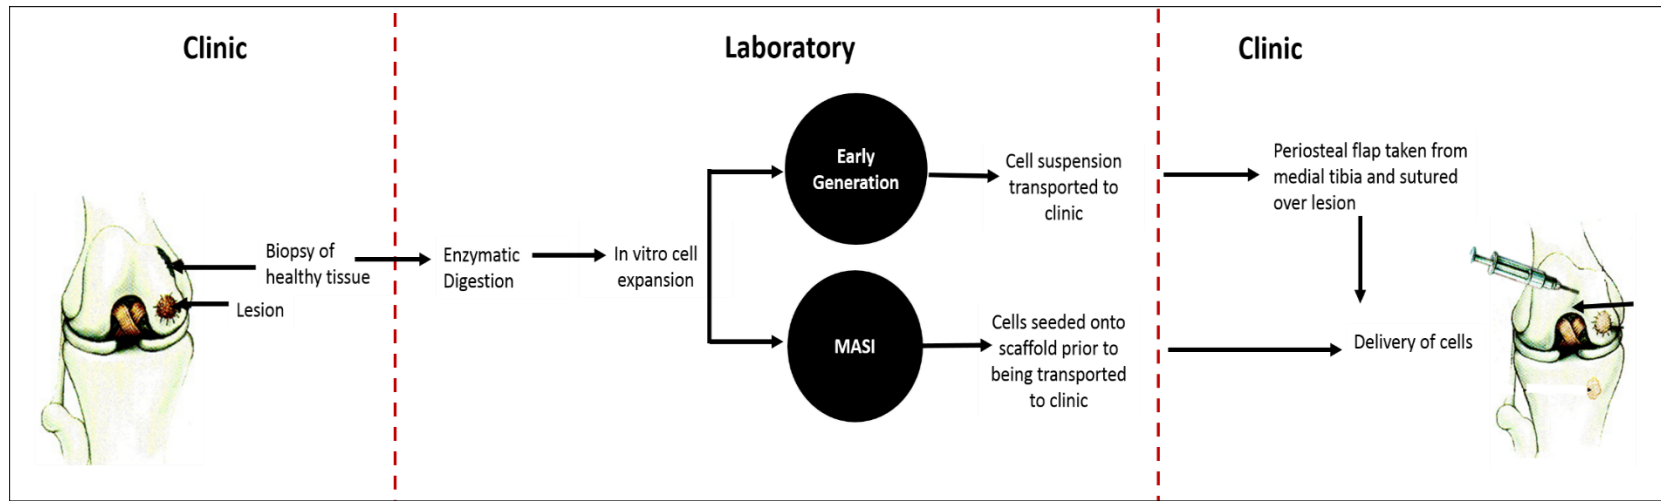 Clinic
Laboratory
Clinic
Biopsy of
healthy tissue
Lesion
Enzymatic
Digestion
In vitro cell
expansion
Early
Generation
Cell suspension
transported to
clinic
MASI
Cells seeded onto
scaffold prior to
being transported
to clinic
Periosteal flap taken from
medial tibia and sutured
over lesion
Delivery of cells